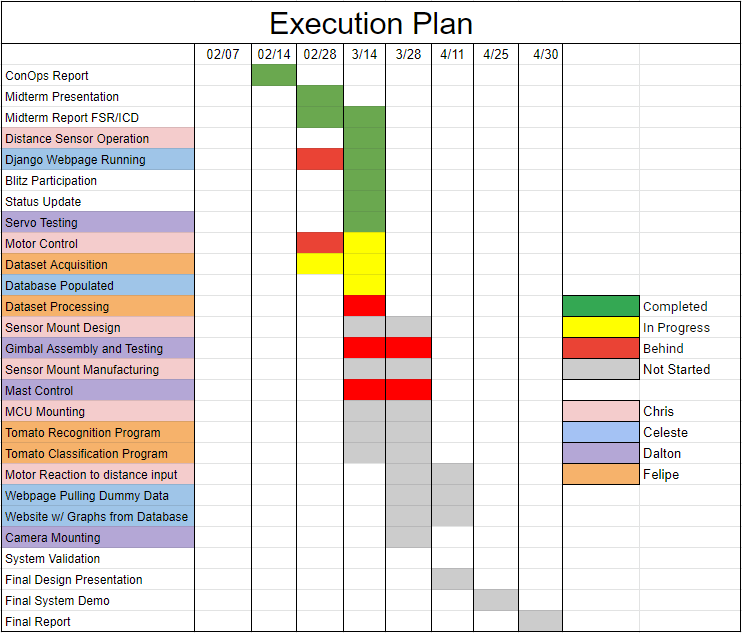 Execution Plan
02/07 02/14 02/28 3/14 3/28 4/11 4/25 4/30
ConOps Report
Midterm Presentation
Midterm Report FSR/ICD
Distance Sensor Operation
Django Webpage Running
Blitz Participation
Status Update
Servo Testing
Motor Control
Dataset Acquisition
Database Populated
Dataset Processing Completed
Sensor Mount Design In Progress
Gimbal Assembly and Testing Behind
Sensor Mount Manufacturing Not Started
Mast Control
MCU Mounting Chris
Tomato Recognition Program Celeste
Tomato Classification Program Dalton
Motor Reaction to distance input Felipe
Webpage Pulling Dummy Data
Website w/ Graphs from Database
Camera Mounting
System Validation
Final Design Presentation
Final System Demo
Final Report